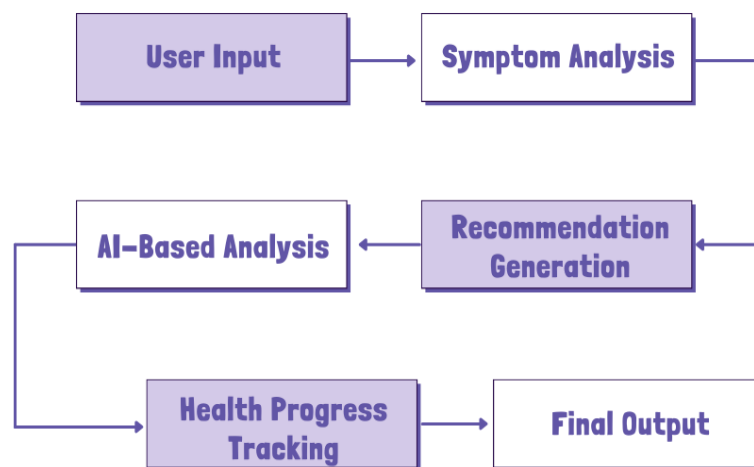 User Input
Symptom Analysis
Recommendation
Generation
AI-Based Analysis
Health Progress
Tracking
Final Output